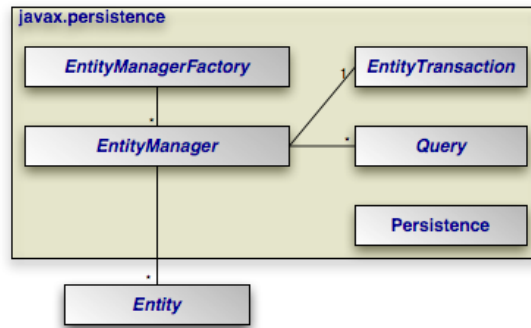 javax.persistence
EntityManagerFactory
1
EntityTransaction
*
EntityManager
*
Query
Persistence
*
Entity